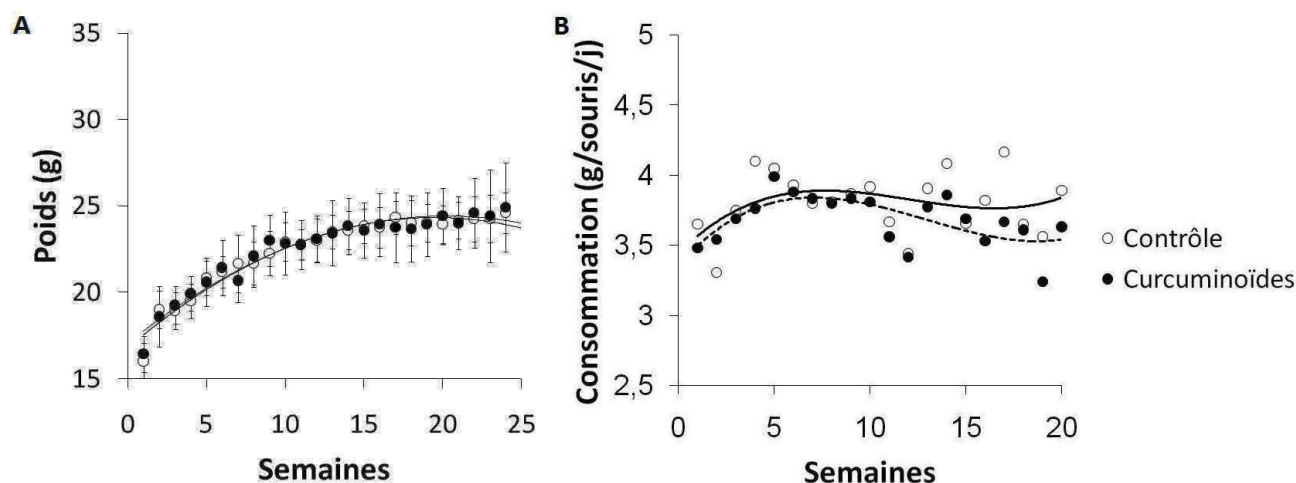 A
Poids (g)
35
30
25
20
15
0
5
10
15
20
25
Semaines
B
Consommation (g/souris/j)
5
4,5
4
3,5
3
2,5
0
5
10
15
20
Semaines
Contrôle
Curcuminoïdes